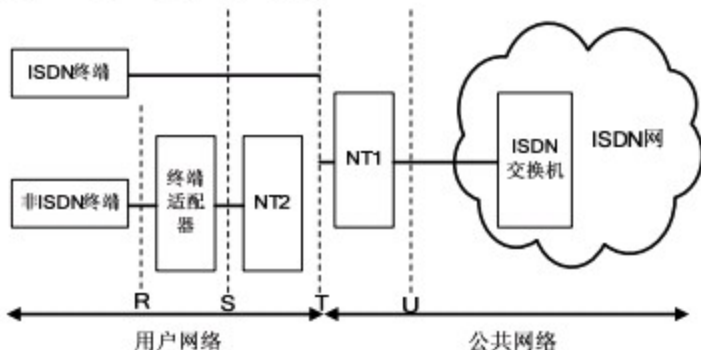 ISDN终端
非ISDN终端
终端
适配
器
NT2
NT1
ISDN
交换机
ISDN网
R
S
T
U
用户网络
公共网络